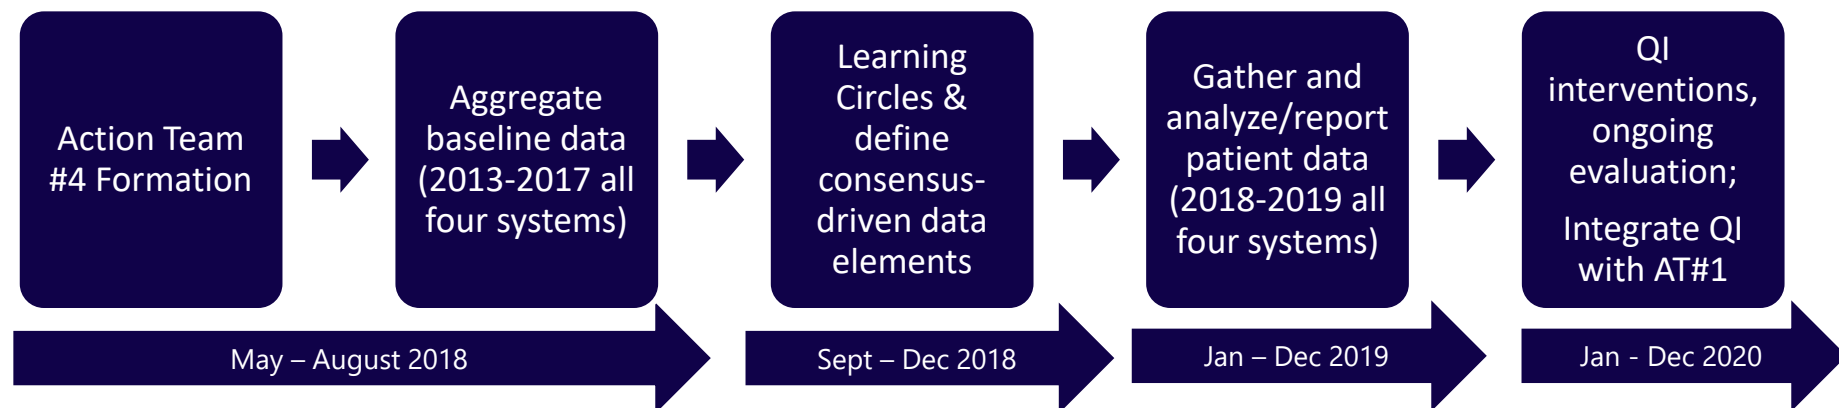 Action Team
#4 Formation
Aggregate
baseline data
(2013-2017 all
four systems)
Learning
Circles &
define
consensus-
driven data
elements
Gather and
analyze/report
patient data
(2018-2019 all
four systems)
QI
interventions,
ongoing
evaluation;
Integrate QI
with AT#1
May – August 2018
Sept – Dec 2018
Jan – Dec 2019
Jan - Dec 2020